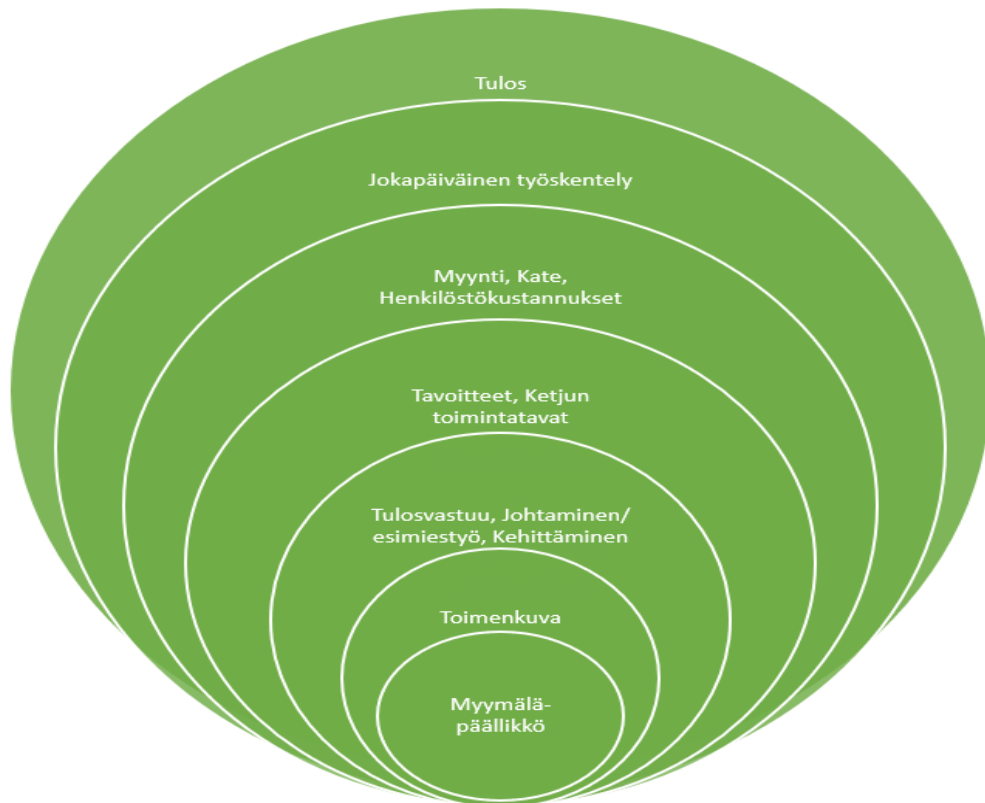 Tulos
Jokapäiväinen työskentely
Myynti, Kate,
Henkilöstökustannukset
Tavoitteet, Ketjun
toimintatavat
Tulosvastuu, Johtaminen/
esimiestyö, Kehittäminen
Toimenkuva
Myymälä-
päällikkö